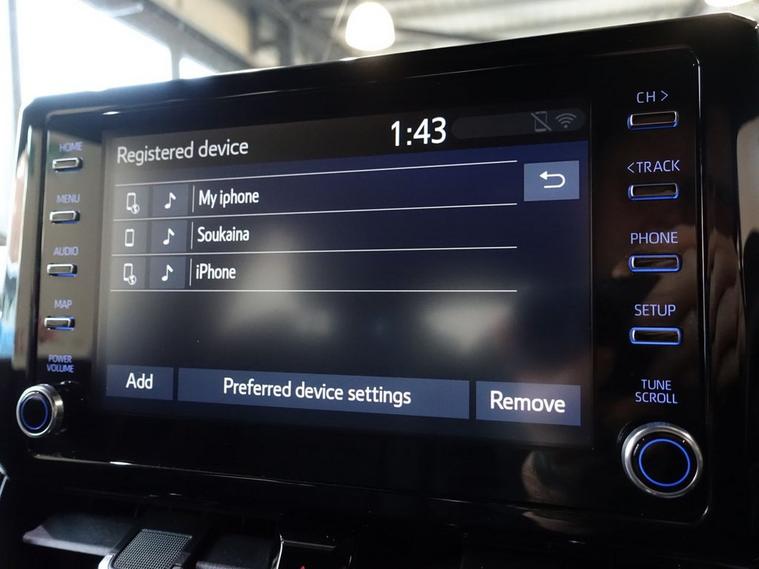 Registered device
1:43
My iphone
Soukaina
iPhone
Add
Preferred device settings
Remove
HOME
MENU
AUDIO
MAP
POWER
VOLUME
CH >
<TRACK
PHONE
SETUP
TUNE
SCROLL